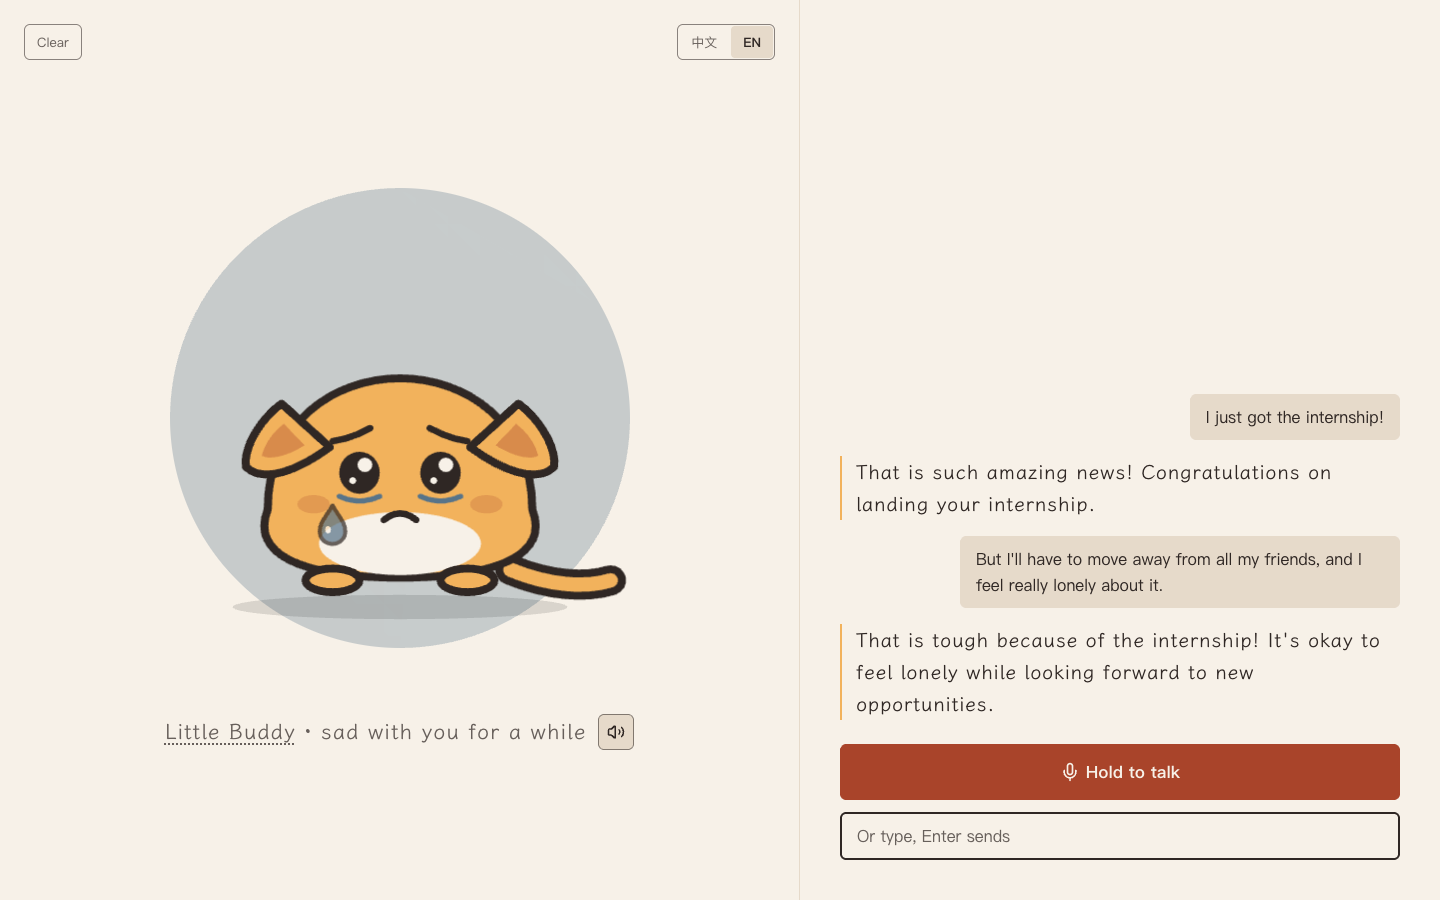 Clear
中文
EN
I just got the internship!
That is such amazing news! Congratulations on
landing your internship.
But I'll have to move away from all my friends, and I
feel really lonely about it.
That is tough because of the internship! It's okay to
feel lonely while looking forward to new
opportunities.
Little Buddy • sad with you for a while
Hold to talk
Or type, Enter sends